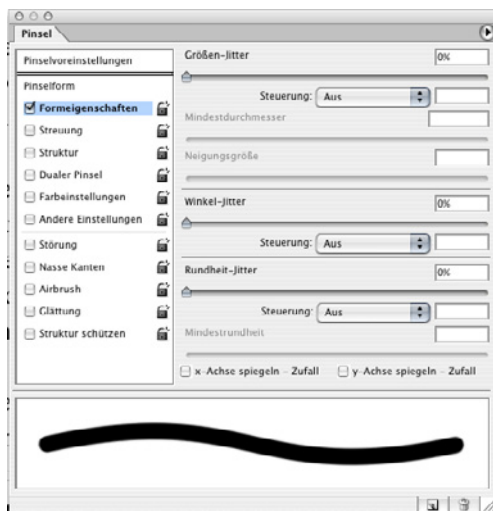 Pinsel
Pinselvoreinstellungen
Pinselform
Formeigenschaften
Streuung
Struktur
Dualer Pinsel
Farbeinstellungen
Andere Einstellungen
Störung
Nasse Kanten
Airbrush
Glättung
Struktur schützen
Größen-Jitter 0%
Steuerung: Aus
Mindestdurchmesser
Neigungsgröße
Winkel-Jitter 0%
Steuerung: Aus
Rundheit-Jitter 0%
Steuerung: Aus
Mindestrundheit
x-Achse spiegeln - Zufall y-Achse spiegeln - Zufall